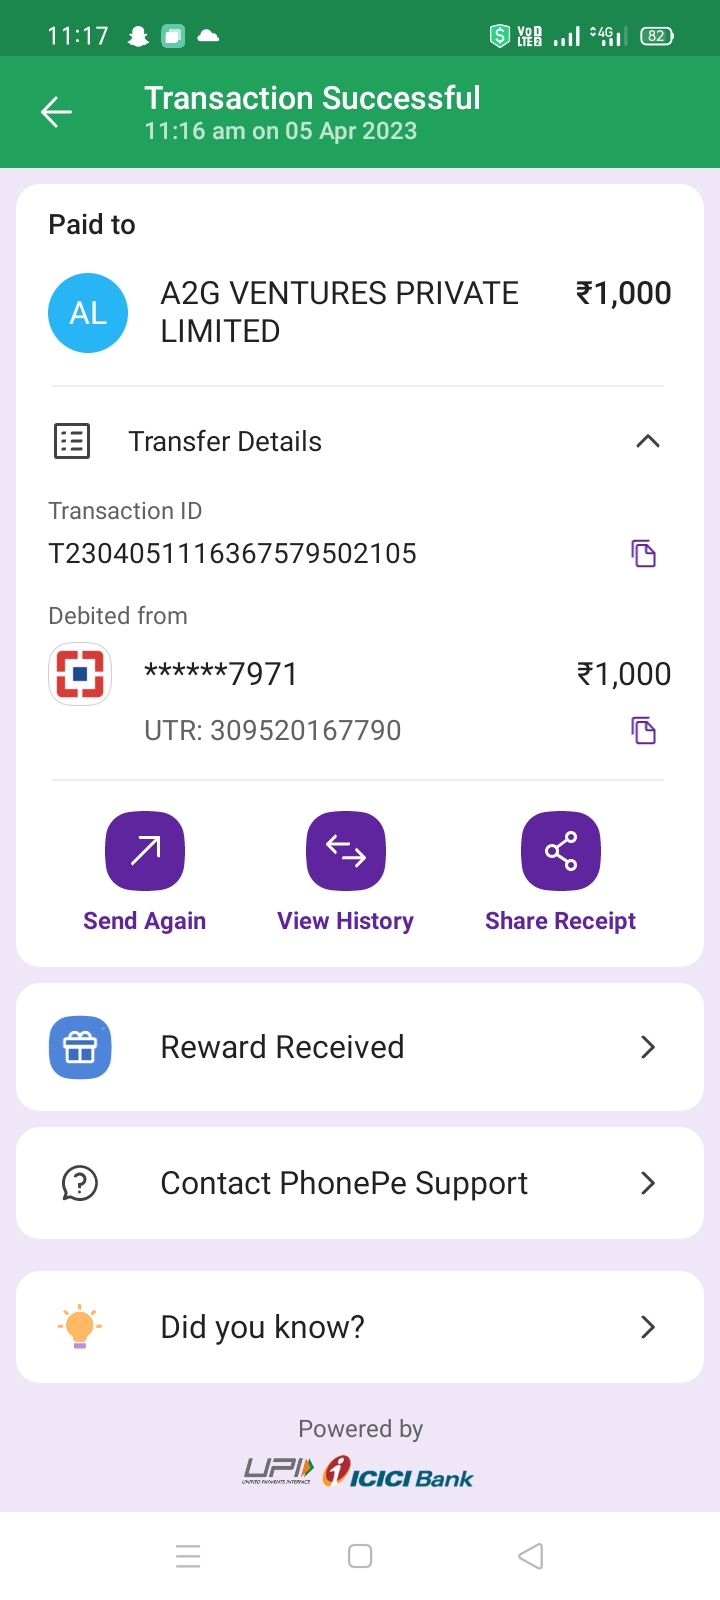 11:17
VoD
LTE2
4G
82
Transaction Successful
11:16 am on 05 Apr 2023
Paid to
AL
A2G VENTURES PRIVATE LIMITED
₹1,000
Transfer Details
Transaction ID
T2304051116367579502105
Debited from
******7971
₹1,000
UTR: 309520167790
Send Again
View History
Share Receipt
Reward Received
Contact PhonePe Support
Did you know?
Powered by
UPI
UNIFIED PAYMENTS INTERFACE
ICICI Bank